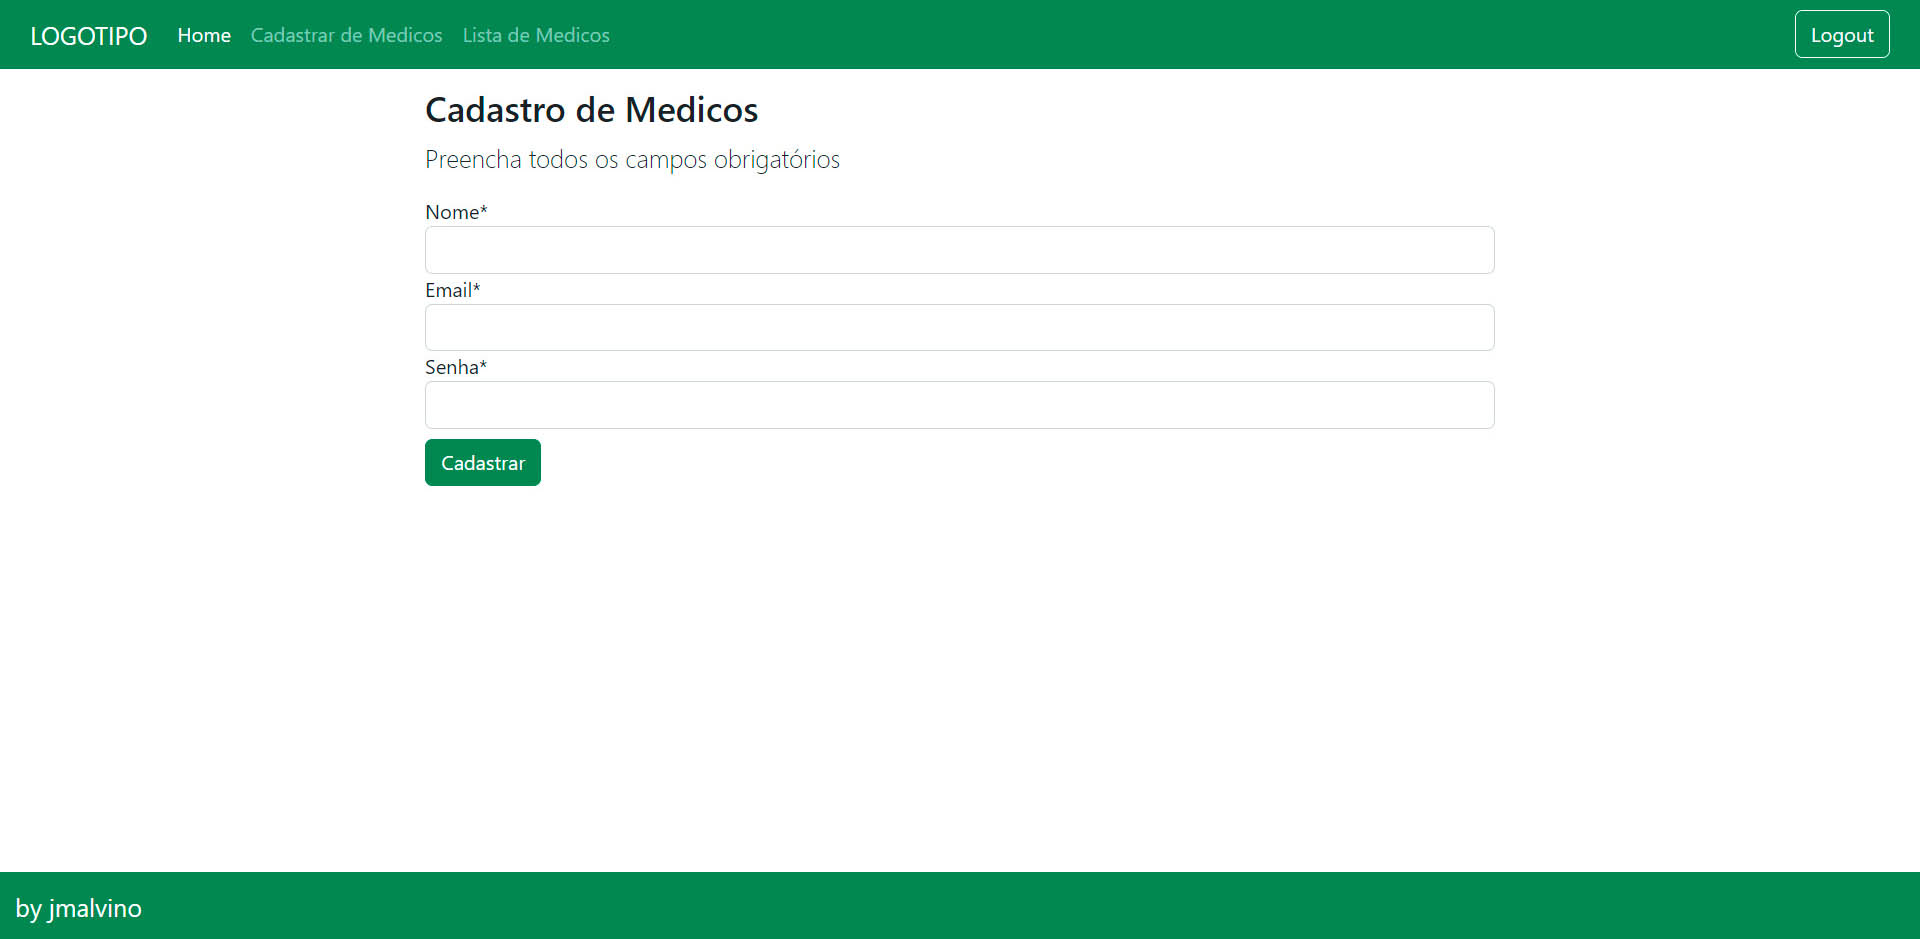 LOGOTIPO Home Cadastrar de Medicos Lista de Medicos Logout
Cadastro de Medicos
Preencha todos os campos obrigatórios
Nome*
Email*
Senha*
Cadastrar
by jmalvino